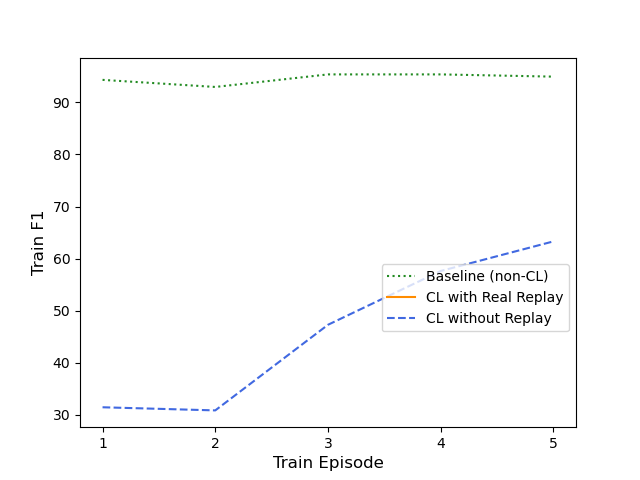 90
80
70
60
50
40
30
Train F1
Baseline (non-CL)
CL with Real Replay
CL without Replay
1 2 3 4 5
Train Episode